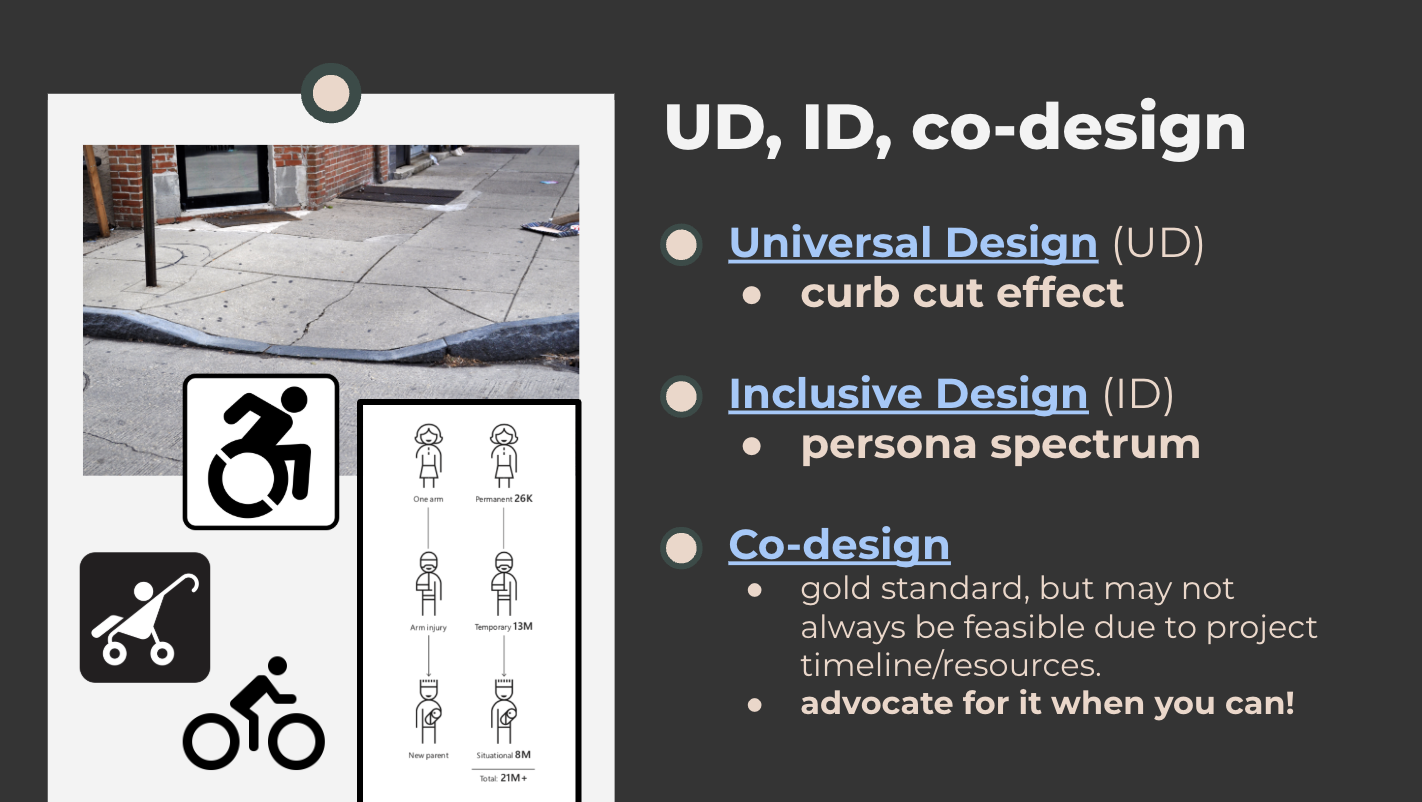 UD, ID, co-design
Universal Design (UD)
● curb cut effect
Inclusive Design (ID)
● persona spectrum
Co-design
● gold standard, but may not
always be feasible due to project
timeline/resources.
● advocate for it when you can!
One arm
Permanent 26K
Arm injury
Temporary 13M
New parent
Situational 8M
Total: 21M+